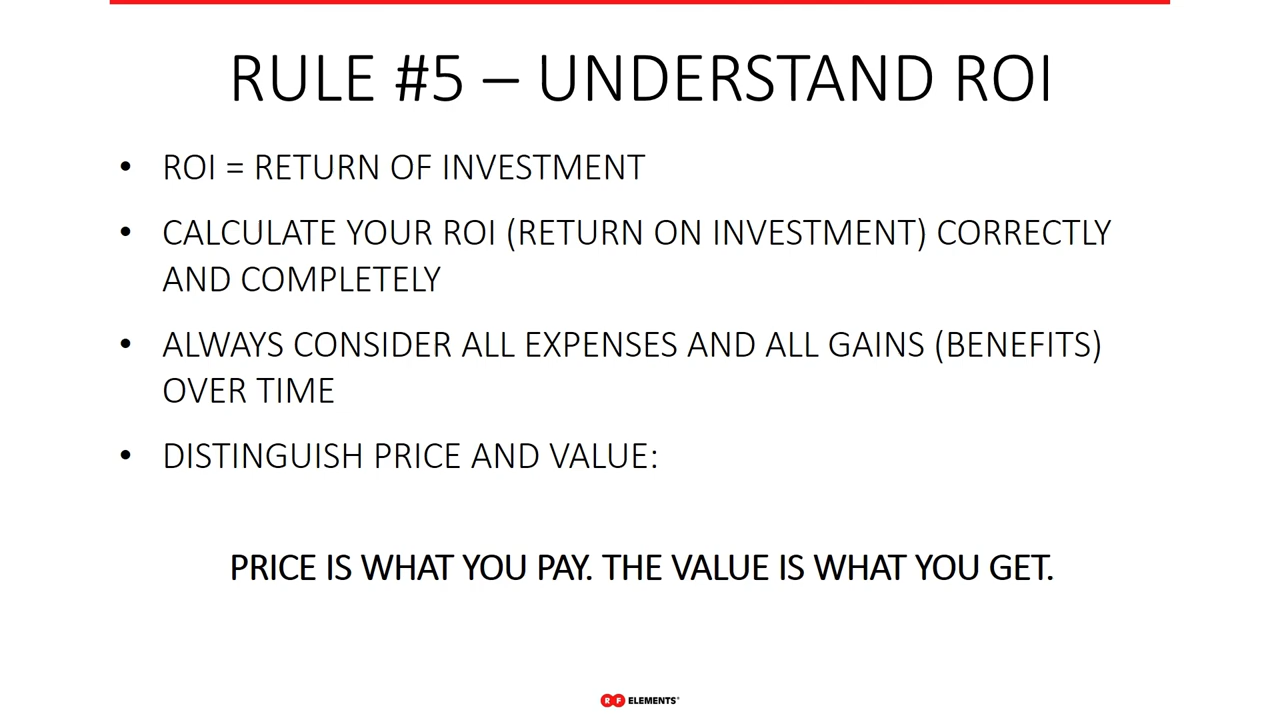 RULE #5 – UNDERSTAND ROI
• ROI = RETURN OF INVESTMENT
• CALCULATE YOUR ROI (RETURN ON INVESTMENT) CORRECTLY
AND COMPLETELY
• ALWAYS CONSIDER ALL EXPENSES AND ALL GAINS (BENEFITS)
OVER TIME
• DISTINGUISH PRICE AND VALUE:
PRICE IS WHAT YOU PAY. THE VALUE IS WHAT YOU GET.
RF ELEMENTS®